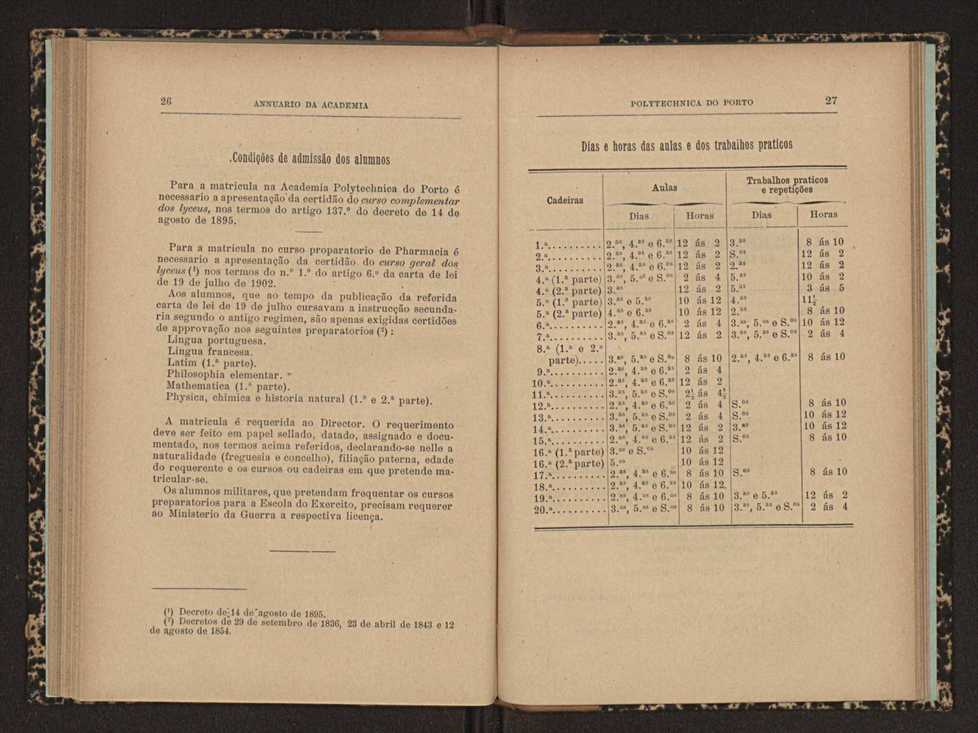 26
ANNUARIO DA ACADEMIA
Condições de admissão dos alumnos
Para a matricula na Academia Polytechnica do Porto é
necessario a apresentação da certidão do curso complementar
dos lyceus, nos termos do artigo 137.º do decreto de 14 de
agosto de 1895.
Para a matricula no curso proparatorio de Pharmacia é
necessario a apresentação da certidão do curso geral dos
lyceus (¹) nos termos do n.º 1.º do artigo 6.º da carta de lei
de 19 de julho de 1902.
Aos alumnos, que ao tempo da publicação da referida
carta de lei de 19 de julho cursavam a instrucção secunda-
ria segundo o antigo regimen, são apenas exigidas certidões
de approvação nos seguintes preparatorios (²):
Lingua portugueza.
Lingua franceza.
Latim (1.ª parte).
Philosophia elementar.
Mathematica (1.ª parte).
Physica, chimica e historia natural (1.ª e 2.ª parte).
A matricula é requerida ao Director. O requerimento
deve ser feito em papel sellado, datado, assignado e docu-
mentado, nos termos acima referidos, declarando-se nelle a
naturalidade (freguesia e concelho), filiação paterna, edade
do requerente e os cursos ou cadeiras em que pretende ma-
tricular-se.
Os alumnos militares, que pretendam frequentar os cursos
preparatorios para a Escola do Exercito, precisam requerer
ao Ministerio da Guerra a respectiva licença.
(¹) Decreto de 14 de agosto de 1895.
(²) Decretos de 29 de setembro de 1836, 23 de abril de 1843 e 12
de agosto de 1854.
POLYTECHNICA DO PORTO
27
Dias e horas das aulas e dos trabalhos praticos
Cadeiras Aulas Trabalhos praticos
e repetições
Dias Horas Dias Horas
1.ª.......... 2.ªˢ, 4.ªˢ e 6.ªˢ 12 ás 2 3.ªˢ 8 ás 10
2.ª.......... 2.ªˢ, 4.ªˢ e 6.ªˢ 12 ás 2 S.ᵒˢ 12 ás 2
3.ª.......... 2.ªˢ, 4.ªˢ e 6.ªˢ 12 ás 2 2.ªˢ 12 ás 2
4.ª (1.ª parte) 3.ªˢ, 5.ªˢ e S.ᵒˢ 2 ás 4 5.ªˢ 10 ás 2
4.ª (2.ª parte) 3.ªˢ 12 ás 2 5.ªˢ 3 ás 5
5.ª (1.ª parte) 3.ªˢ e 5.ªˢ 10 ás 12 4.ªˢ 11½
5.ª (2.ª parte) 4.ªˢ e 6.ªˢ 10 ás 12 2.ªˢ 8 ás 10
6.ª.......... 2.ªˢ, 4.ªˢ e 6.ªˢ 2 ás 4 3.ªˢ, 5.ªˢ e S.ᵒˢ 10 ás 12
7.ª.......... 3.ªˢ, 5.ªˢ e S.ᵒˢ 12 ás 2 3.ªˢ, 5.ªˢ e S.ᵒˢ 2 ás 4
8.ª (1.ª e 2.ª
parte)..... 3.ªˢ, 5.ªˢ e S.ᵒˢ 8 ás 10 2.ªˢ, 4.ªˢ e 6.ªˢ 8 ás 10
9.ª.......... 2.ªˢ, 4.ªˢ e 6.ªˢ 2 ás 4
10.ª.......... 2.ªˢ, 4.ªˢ e 6.ªˢ 12 ás 2
11.ª.......... 3.ªˢ, 5.ªˢ e S.ᵒˢ 2½ ás 4½
12.ª.......... 2.ªˢ, 4.ªˢ e 6.ªˢ 2 ás 4 S.ᵒˢ 8 ás 10
13.ª.......... 3.ªˢ, 5.ªˢ e S.ᵒˢ 2 ás 4 S.ᵒˢ 10 ás 12
14.ª.......... 3.ªˢ, 5.ªˢ e S.ᵒˢ 12 ás 2 3.ªˢ 10 ás 12
15.ª.......... 2.ªˢ, 4.ªˢ e 6.ªˢ 12 ás 2 S.ᵒˢ 8 ás 10
16.ª (1.ª parte) 3.ªˢ e S.ᵒˢ 10 ás 12
16.ª (2.ª parte) 5.ªˢ 10 ás 12
17.ª.......... 2.ªˢ, 4.ªˢ e 6.ªˢ 8 ás 10 S.ᵒˢ 8 ás 10
18.ª.......... 2.ªˢ, 4.ªˢ e 6.ªˢ 10 ás 12
19.ª.......... 2.ªˢ, 4.ªˢ e 6.ªˢ 8 ás 10 3.ªˢ e 5.ªˢ 12 ás 2
20.ª.......... 3.ªˢ, 5.ªˢ e S.ᵒˢ 8 ás 10 3.ªˢ, 5.ªˢ e S.ᵒˢ 2 ás 4